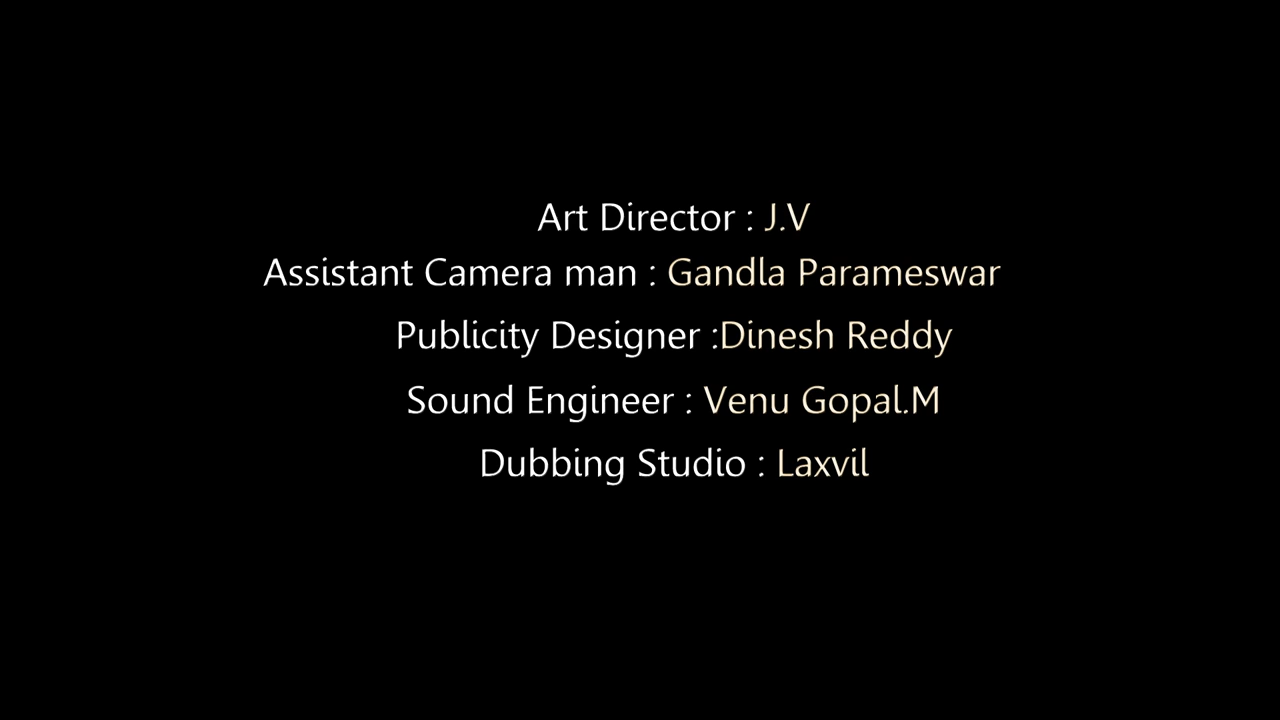 Art Director : J.V
Assistant Camera man : Gandla Parameswar
Publicity Designer :Dinesh Reddy
Sound Engineer : Venu Gopal.M
Dubbing Studio : Laxvil